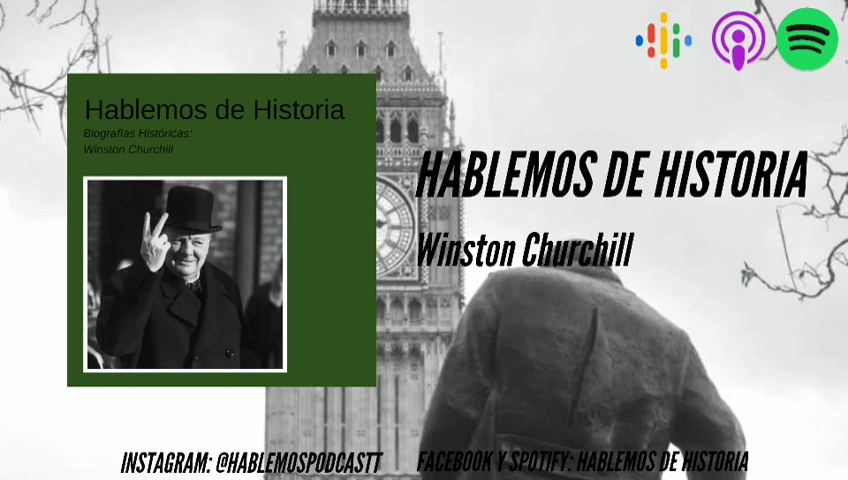 Hablemos de Historia
Biografías Históricas:
Winston Churchill
HABLEMOS DE HISTORIA
Winston Churchill
INSTAGRAM: @HABLEMOSPODCASTT
FACEBOOK Y SPOTIFY: HABLEMOS DE HISTORIA